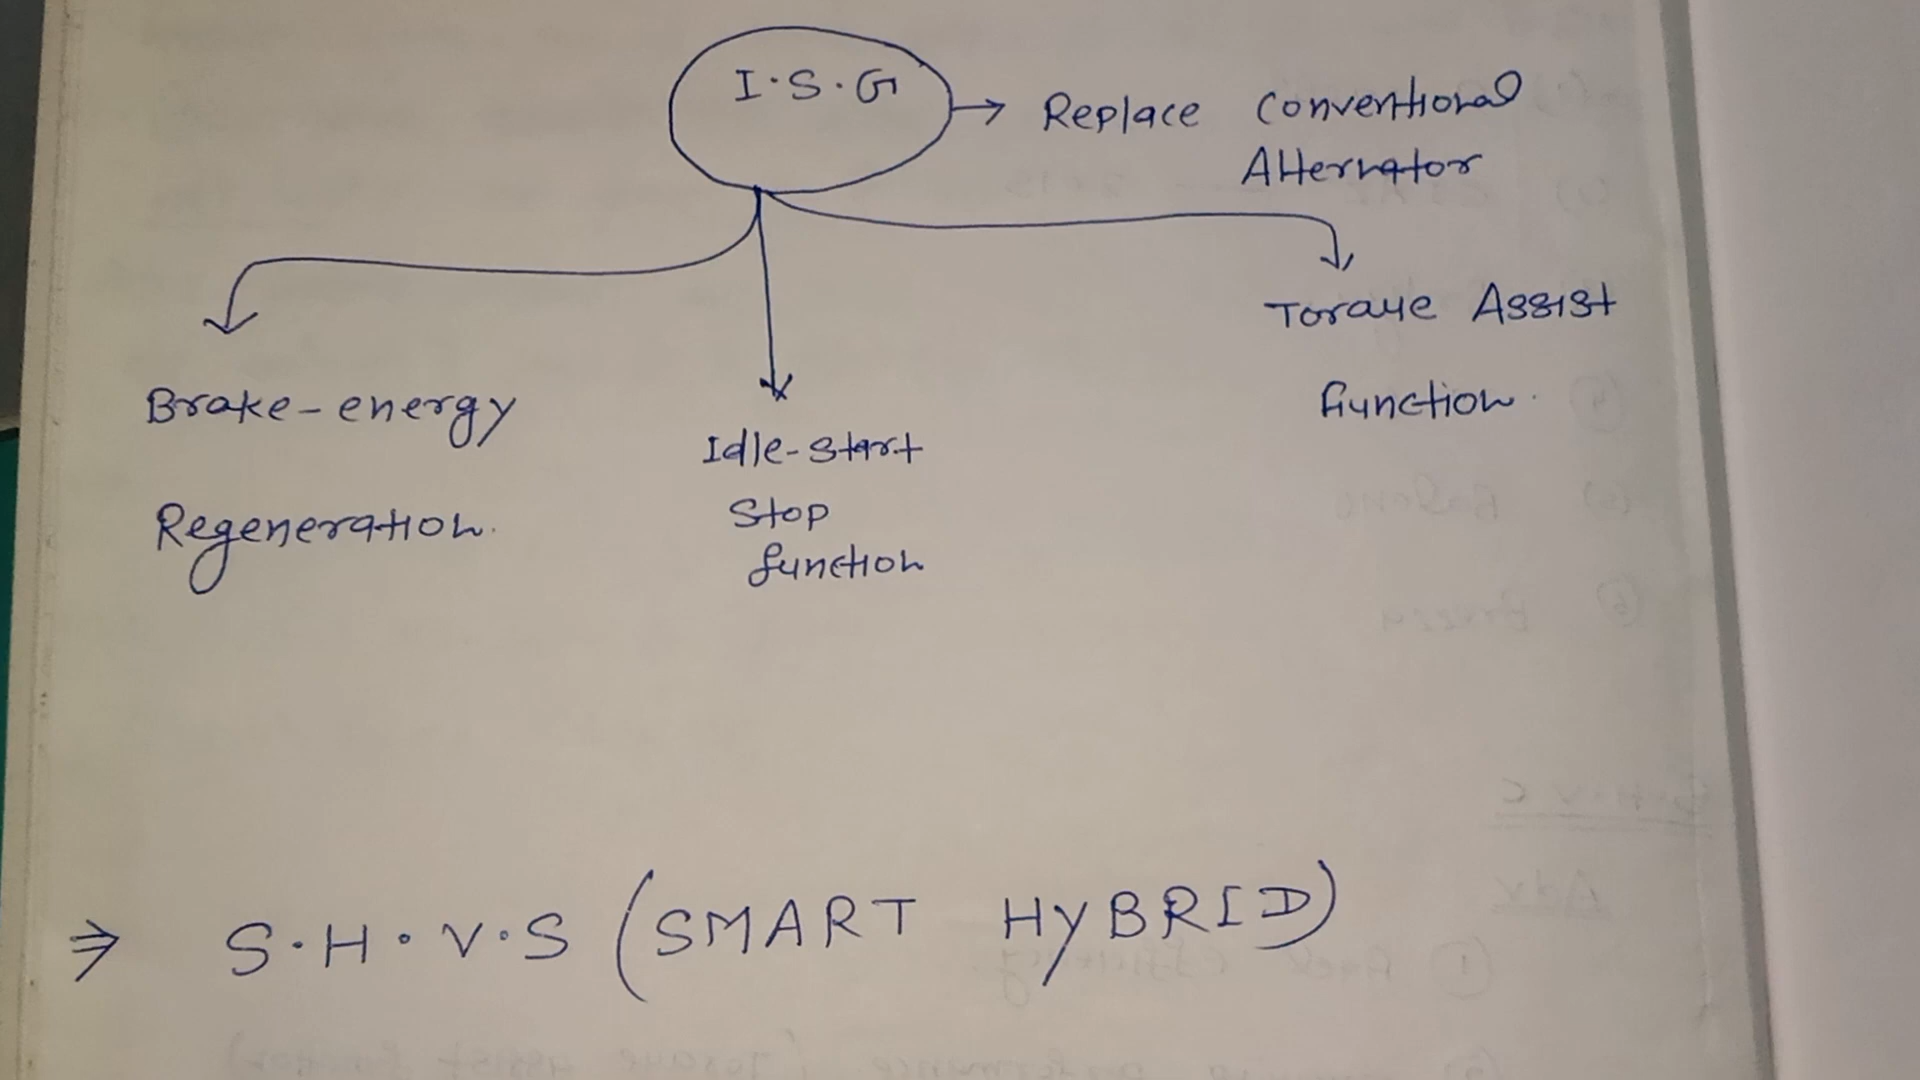 I.S.G
→ Replace Conventional
Alternator
Brake-energy
Regeneration.
Idle-start
Stop
function
Torque Assist
function.
⇒ S.H.V.S (SMART HYBRID)